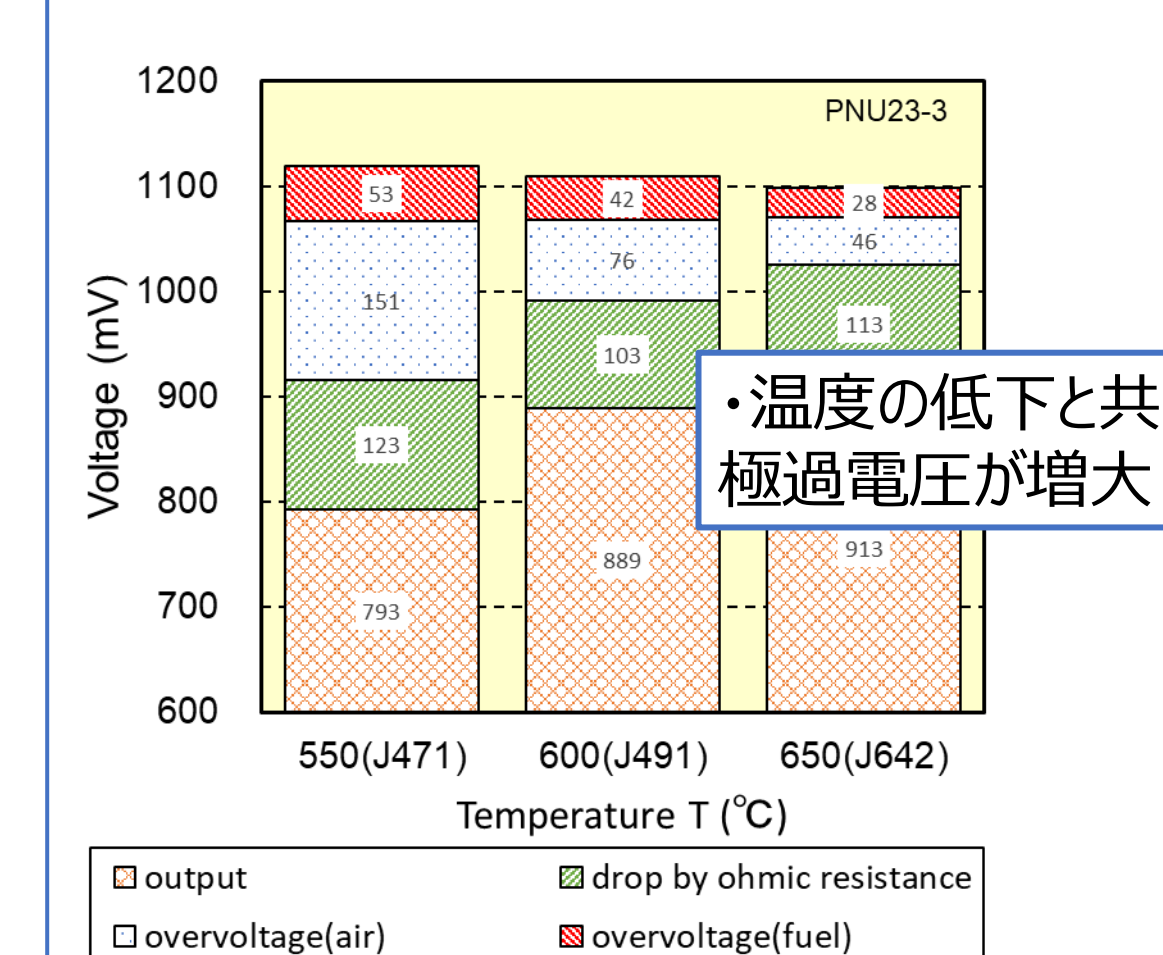 1200
PNU23-3
1100
1000
900
800
700
600
Voltage (mV)
53
42
28
151
76
46
123
103
113
793
889
913
・温度の低下と共
極過電圧が増大
550(J471)
600(J491)
650(J642)
Temperature T (℃)
output
drop by ohmic resistance
overvoltage(air)
overvoltage(fuel)